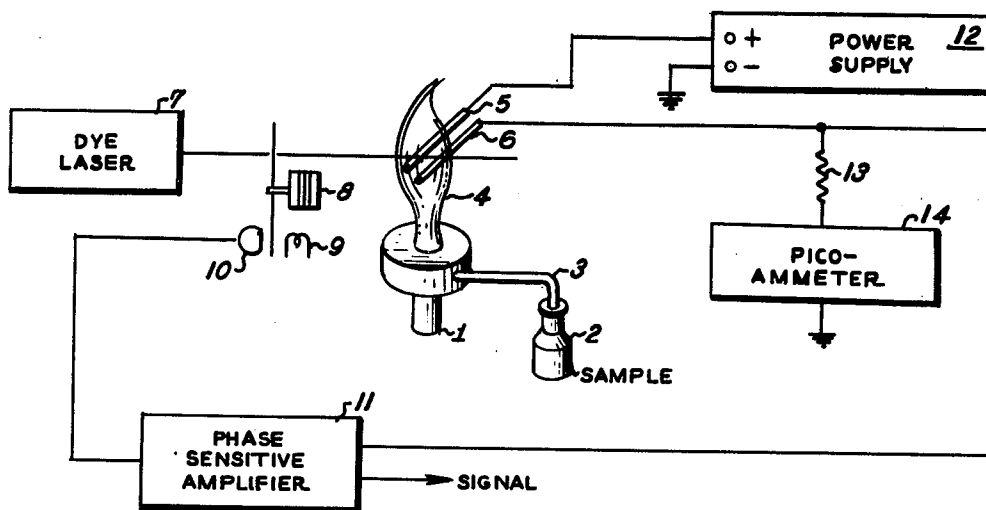 7
DYE
LASER
8
10
9
5
6
4
3
1
2
SAMPLE
+
-
POWER
SUPPLY
12
13
14
PICO-
AMMETER
11
PHASE
SENSITIVE
AMPLIFIER
SIGNAL